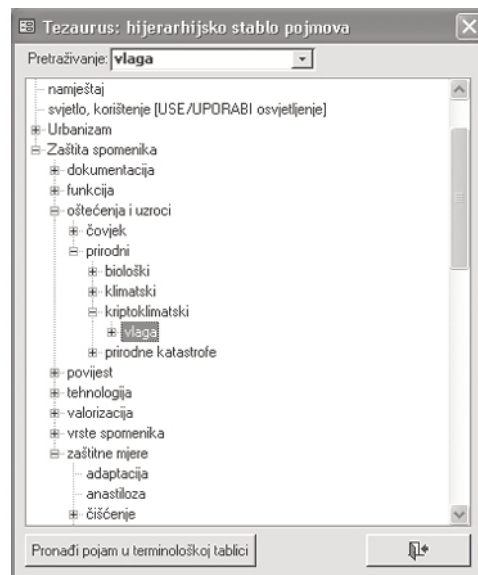 Tezaurus: hijerarhijsko stablo pojmova
Pretraživanje: vlaga
namještaj
svjetlo, korištenje [USE/UPORABI osvjetljenje]
Urbanizam
Zaštita spomenika
dokumentacija
funkcija
oštećenja i uzroci
čovjek
prirodni
biološki
klimatski
kriptoklimatski
vlaga
prirodne katastrofe
povijest
tehnologija
valorizacija
vrste spomenika
zaštitne mjere
adaptacija
anastiloza
čišćenje
Pronađi pojam u terminološkoj tablici